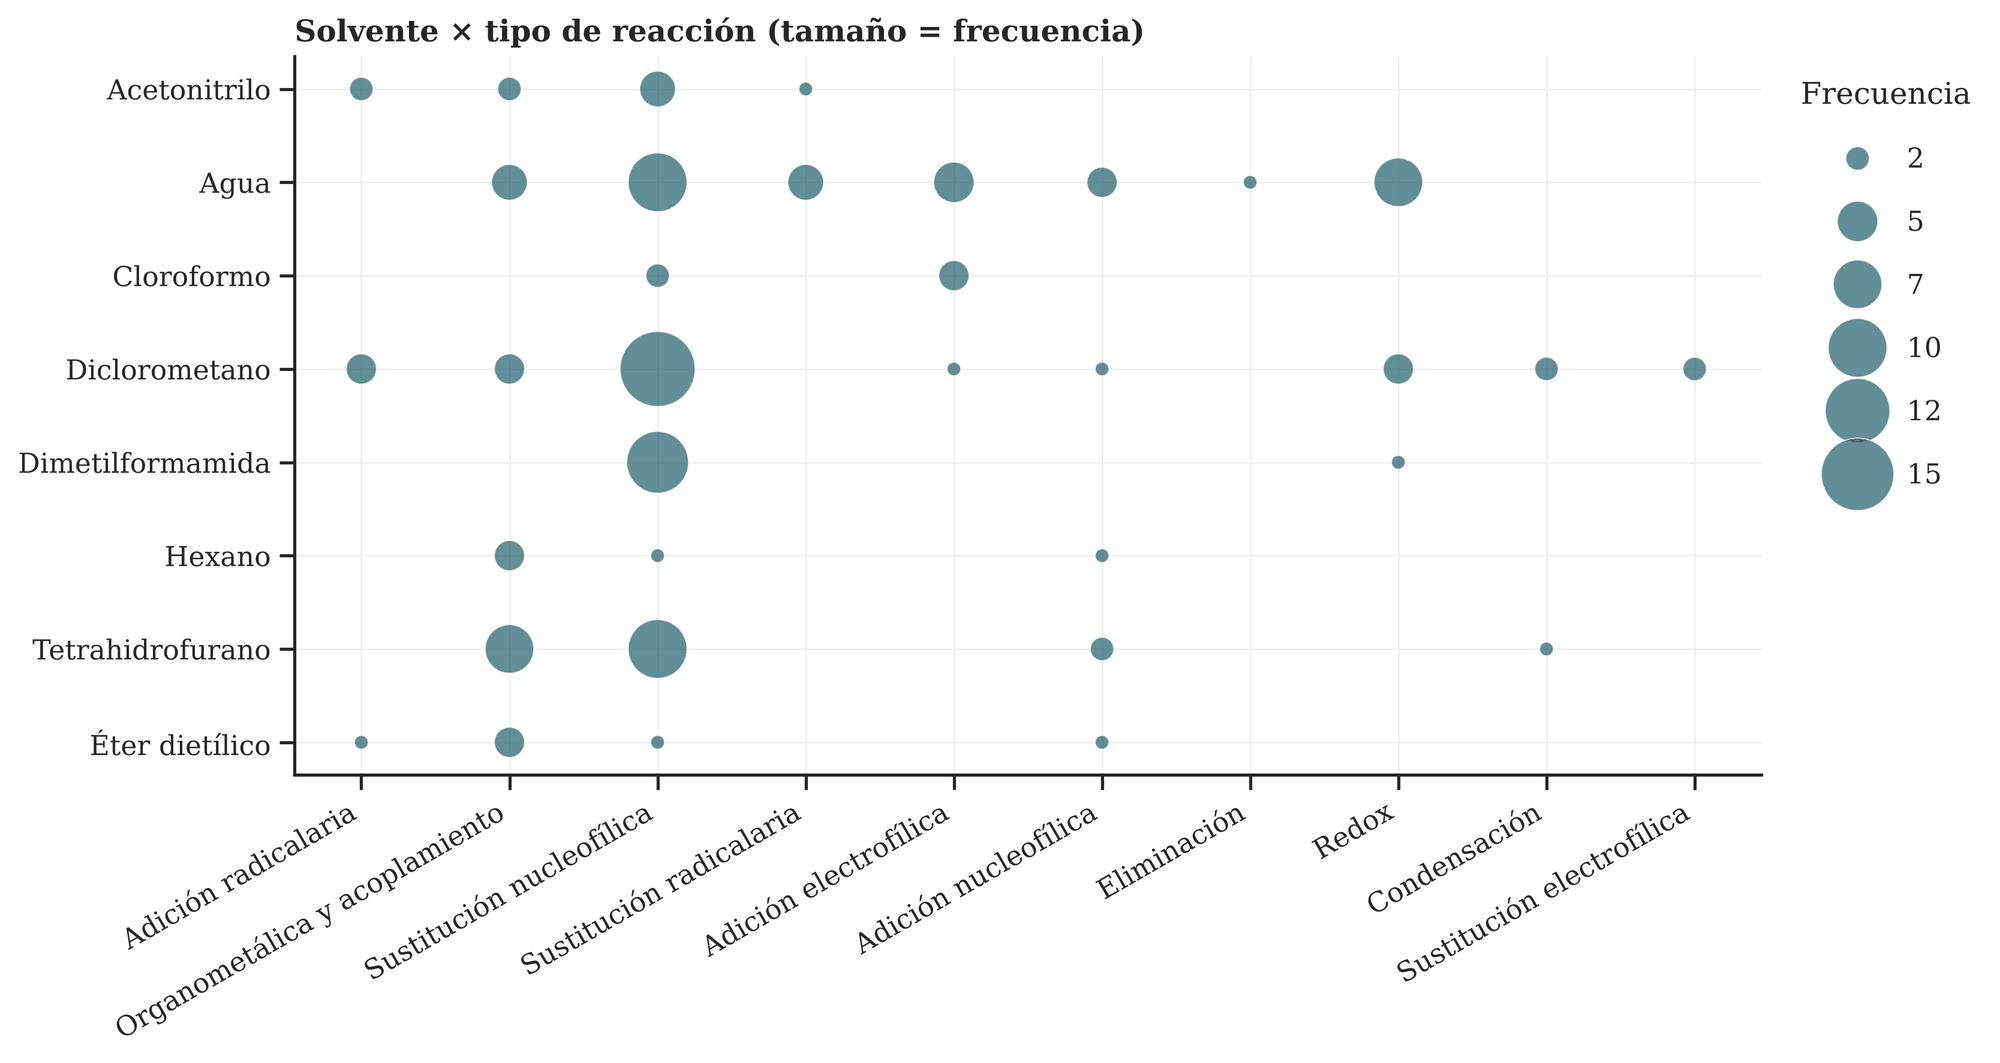 Solvente × tipo de reacción (tamaño = frecuencia)
Acetonitrilo
Agua
Cloroformo
Diclorometano
Dimetilformamida
Hexano
Tetrahidrofurano
Éter dietílico
Adición radicalaria
Organometálica y acoplamiento
Sustitución nucleofílica
Sustitución radicalaria
Adición electrofílica
Adición nucleofílica
Eliminación
Redox
Condensación
Sustitución electrofílica
Frecuencia
2
5
7
10
12
15